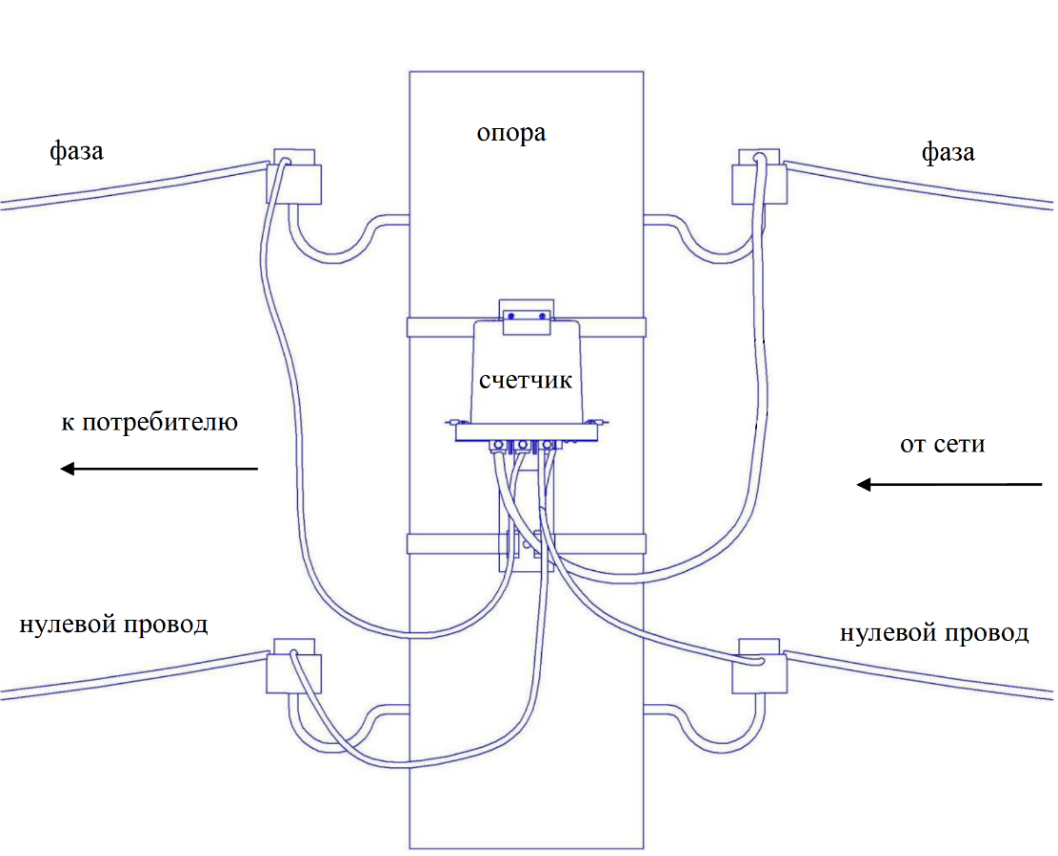 опора
фаза
фаза
счетчик
к потребителю
от сети
нулевой провод
нулевой провод